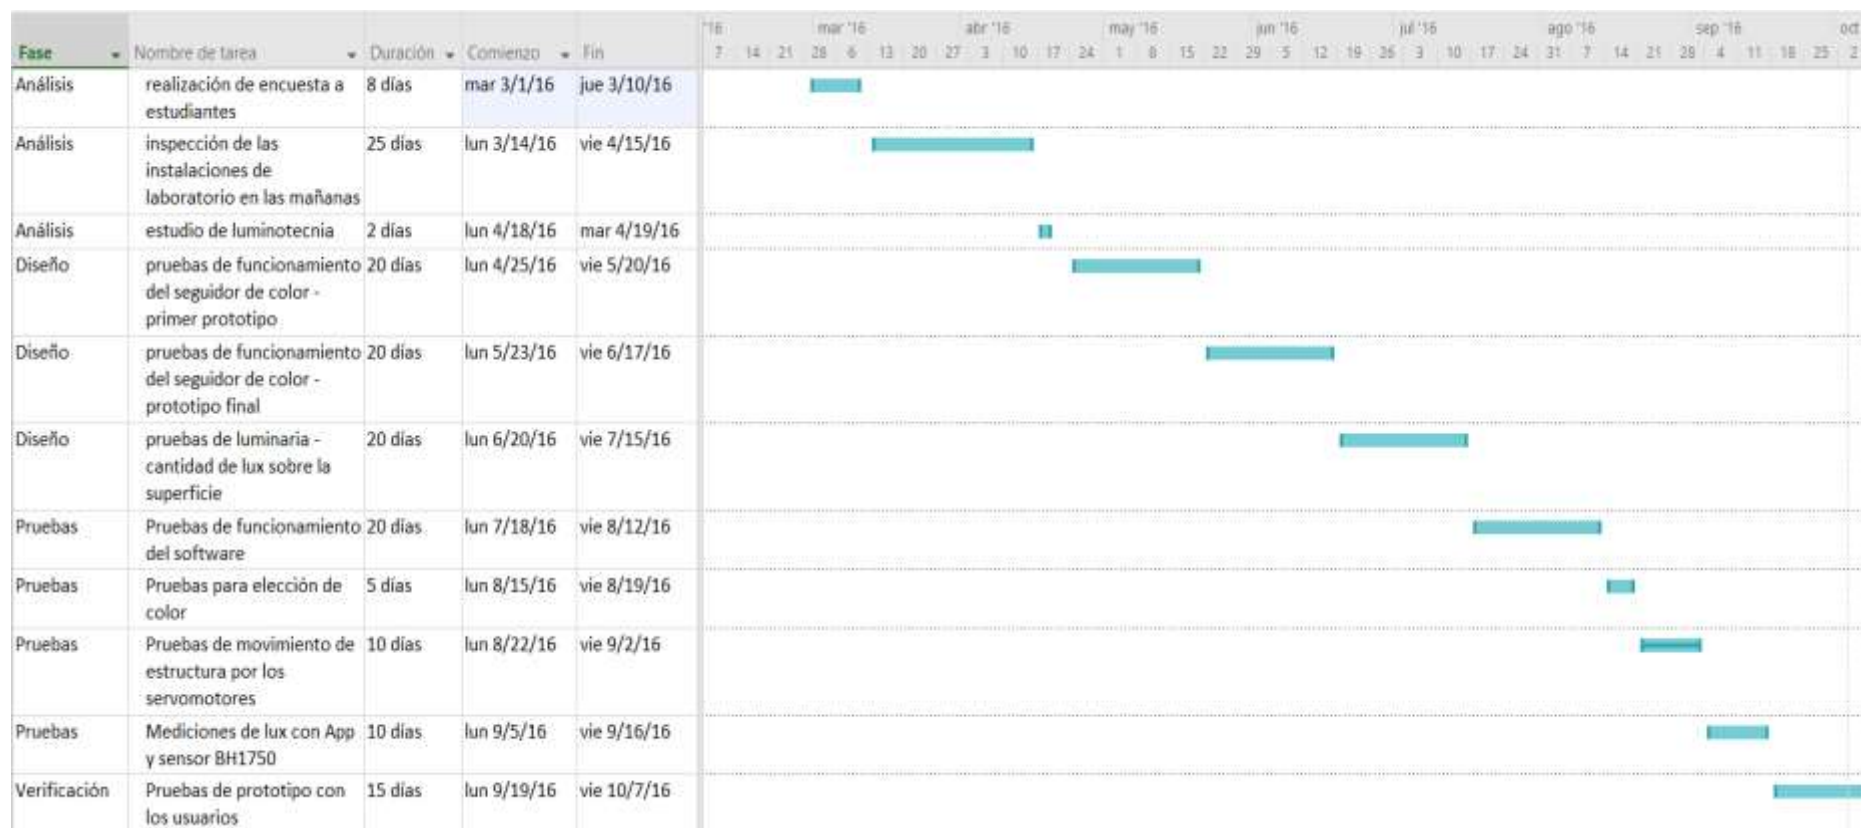 '16 mar '16 abr '16 may '16 jun '16 jul '16 ago '16 sep '16 oct
Fase Nombre de tarea Duración Comienzo Fin 7 14 21 28 6 13 20 27 3 10 17 24 1 8 15 22 29 5 12 19 26 3 10 17 24 31 7 14 21 28 4 11 18 25 2
Análisis realización de encuesta a 8 días mar 3/1/16 jue 3/10/16
estudiantes
Análisis inspección de las 25 días lun 3/14/16 vie 4/15/16
instalaciones de
laboratorio en las mañanas
Análisis estudio de luminotecnia 2 días lun 4/18/16 mar 4/19/16
Diseño pruebas de funcionamiento 20 días lun 4/25/16 vie 5/20/16
del seguidor de color -
primer prototipo
Diseño pruebas de funcionamiento 20 días lun 5/23/16 vie 6/17/16
del seguidor de color -
prototipo final
Diseño pruebas de luminaria - 20 días lun 6/20/16 vie 7/15/16
cantidad de lux sobre la
superficie
Pruebas Pruebas de funcionamiento 20 días lun 7/18/16 vie 8/12/16
del software
Pruebas Pruebas para elección de 5 días lun 8/15/16 vie 8/19/16
color
Pruebas Pruebas de movimiento de 10 días lun 8/22/16 vie 9/2/16
estructura por los
servomotores
Pruebas Mediciones de lux con App 10 días lun 9/5/16 vie 9/16/16
y sensor BH1750
Verificación Pruebas de prototipo con 15 días lun 9/19/16 vie 10/7/16
los usuarios